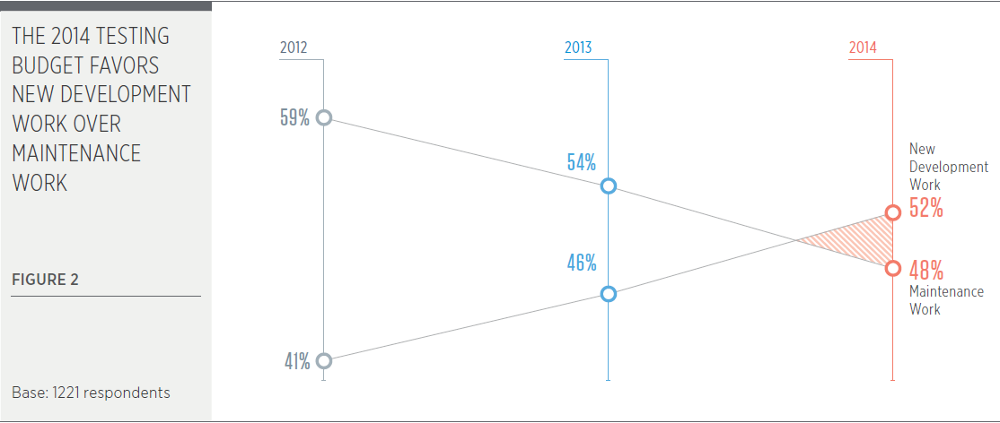 THE 2014 TESTING
BUDGET FAVORS
NEW DEVELOPMENT
WORK OVER
MAINTENANCE
WORK
FIGURE 2
Base: 1221 respondents
2012
2013
2014
59%
54%
46%
41%
New
Development
Work
52%
48%
Maintenance
Work